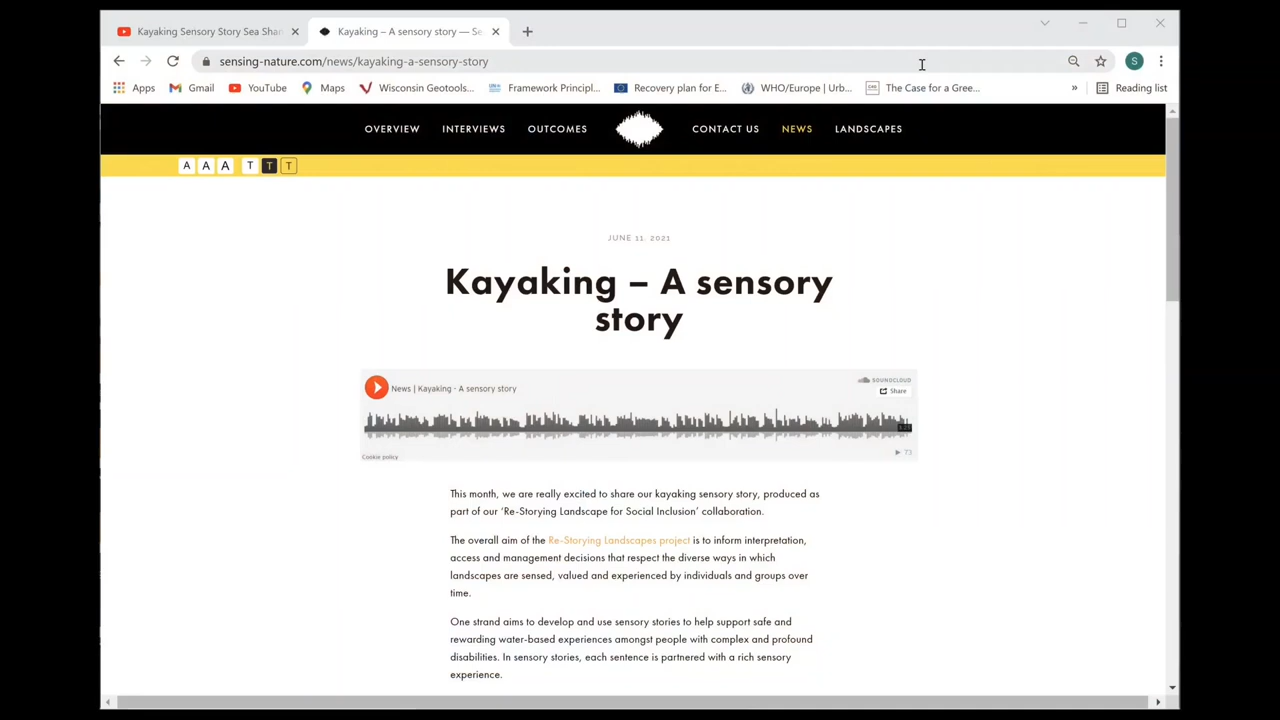 Kayaking Sensory Story Sea Shan
Kayaking – A sensory story — Se
sensing-nature.com/news/kayaking-a-sensory-story
S
Apps
Gmail
YouTube
Maps
Wisconsin Geotools...
Framework Principl...
Recovery plan for E...
WHO/Europe | Urb...
The Case for a Gree...
»
Reading list
OVERVIEW
INTERVIEWS
OUTCOMES
CONTACT US
NEWS
LANDSCAPES
A A A T T T
JUNE 11, 2021
Kayaking – A sensory
story
News | Kayaking - A sensory story
SOUNDCLOUD
Share
Cookie policy
73
This month, we are really excited to share our kayaking sensory story, produced as
part of our ‘Re-Storying Landscape for Social Inclusion’ collaboration.
The overall aim of the Re-Storying Landscapes project is to inform interpretation,
access and management decisions that respect the diverse ways in which
landscapes are sensed, valued and experienced by individuals and groups over
time.
One strand aims to develop and use sensory stories to help support safe and
rewarding water-based experiences amongst people with complex and profound
disabilities. In sensory stories, each sentence is partnered with a rich sensory
experience.